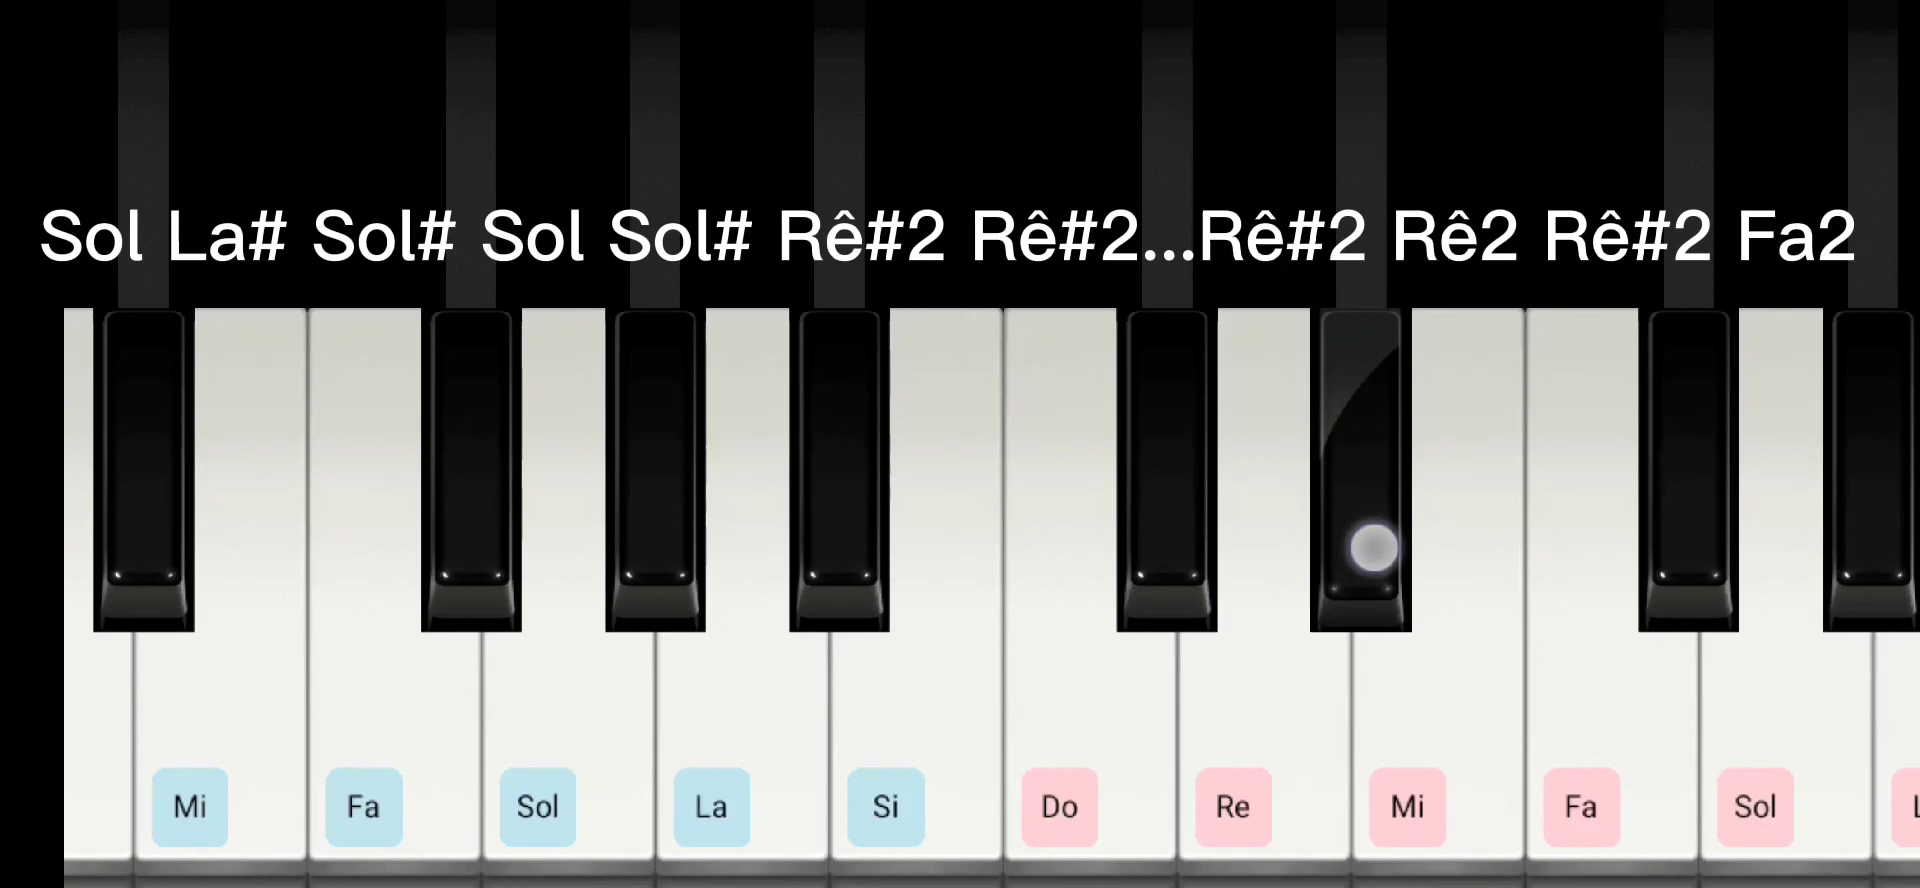 Sol La# Sol# Sol Sol# Rê#2 Rê#2...Rê#2 Rê2 Rê#2 Fa2
Mi Fa Sol La Si Do Re Mi Fa Sol